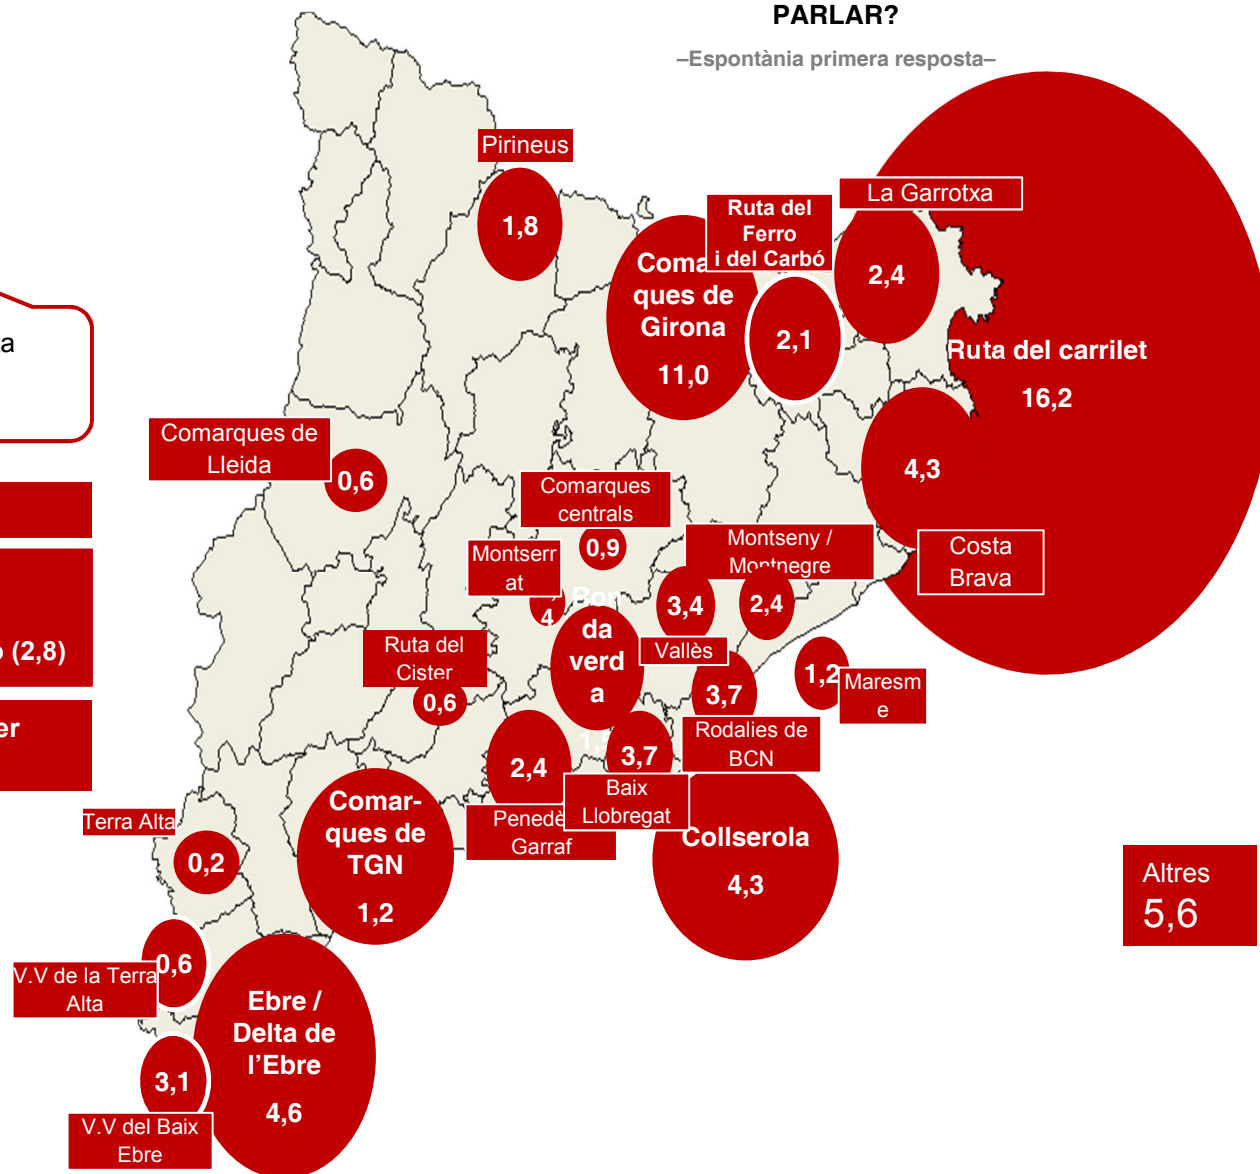 PARLAR?
–Espontània primera resposta–
Pirineus
1,8
Ruta del
Ferro
i del Carbó
2,1
La Garrotxa
2,4
Comar-
ques de
Girona
11,0
Ruta del carrilet
16,2
a
Comarques de
Lleida
0,6
4,3
Costa
Brava
Comarques
centrals
0,9
Montserr
at
4
Montseny /
Montnegre
3,4
2,4
Vallès
Ron
da
verd
a
1,
Ruta del
Cister
0,6
3,7
Rodalies de
BCN
1,2
Maresm
e
(2,8)
er
2,4
Garraf
3,7
Baix
Llobregat
Collserola
4,3
Comar-
ques de
TGN
1,2
Terra Alta
0,2
Altres
5,6
0,6
V.V de la Terra
Alta
Ebre /
Delta de
l’Ebre
4,6
3,1
V.V del Baix
Ebre